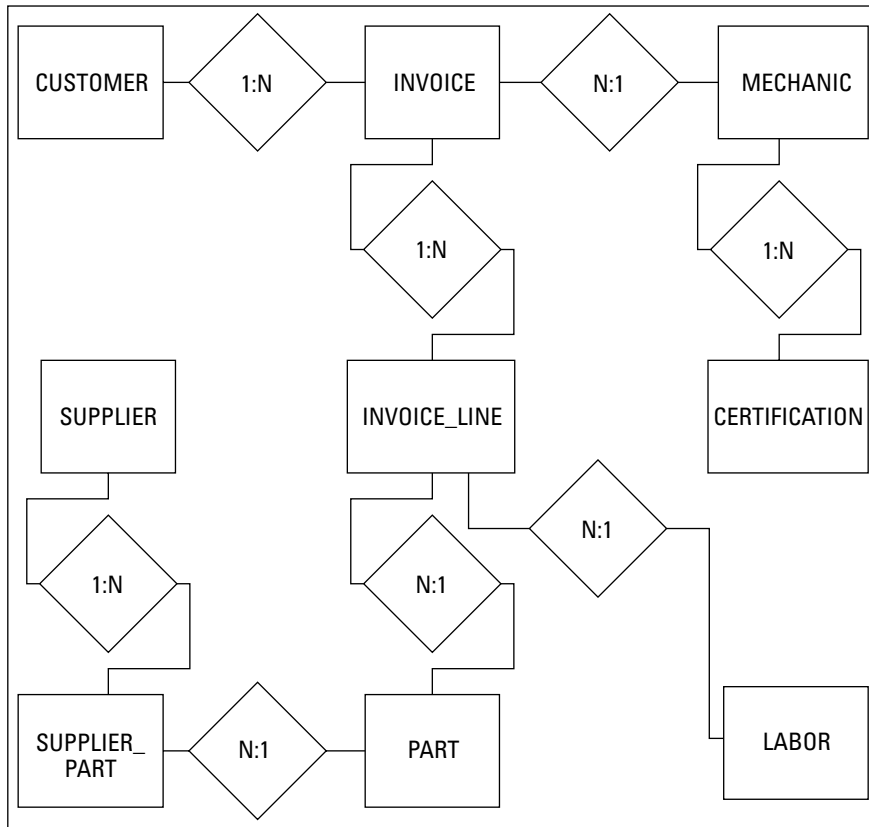 CUSTOMER
1:N
INVOICE
N:1
MECHANIC
1:N
1:N
SUPPLIER
INVOICE_LINE
CERTIFICATION
N:1
1:N
N:1
SUPPLIER_
PART
N:1
PART
LABOR